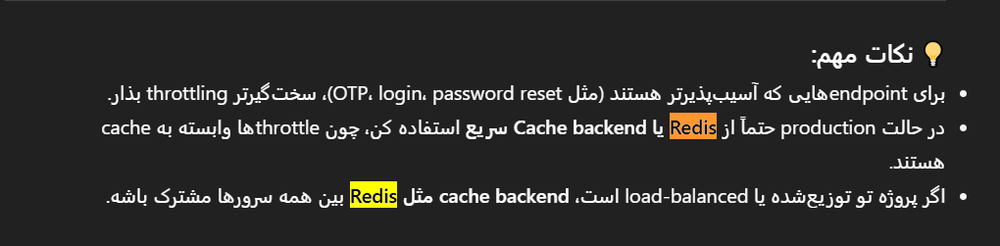 💡 نکات مهم:
برای endpointهایی که آسیب‌پذیرتر هستند (مثل OTP، login، password reset)، سخت‌گیرتر throttling بذار.
در حالت production حتماً از Redis یا Cache backend سریع استفاده کن، چون throttleها وابسته به cache
هستند.
اگر پروژه تو توزیع‌شده یا load-balanced است، cache backend مثل Redis بین همه سرورها مشترک باشه.